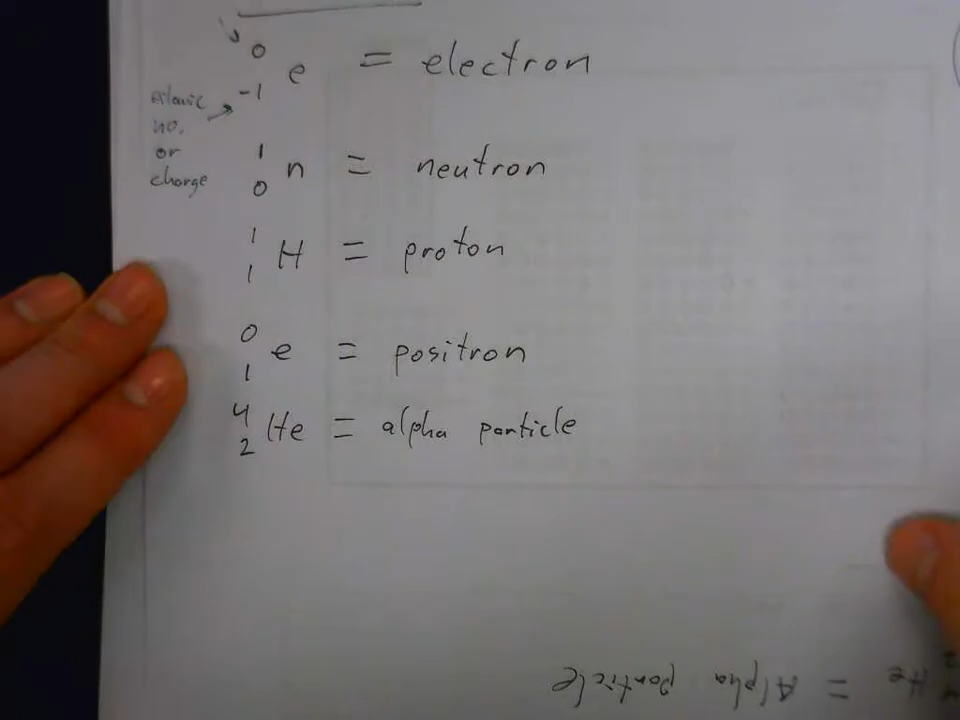 0
-1 e = electron
atomic
no.
or
charge
1
0 n = neutron
1
1 H = proton
0
1 e = positron
4
2 He = alpha particle
He = Alpha particle